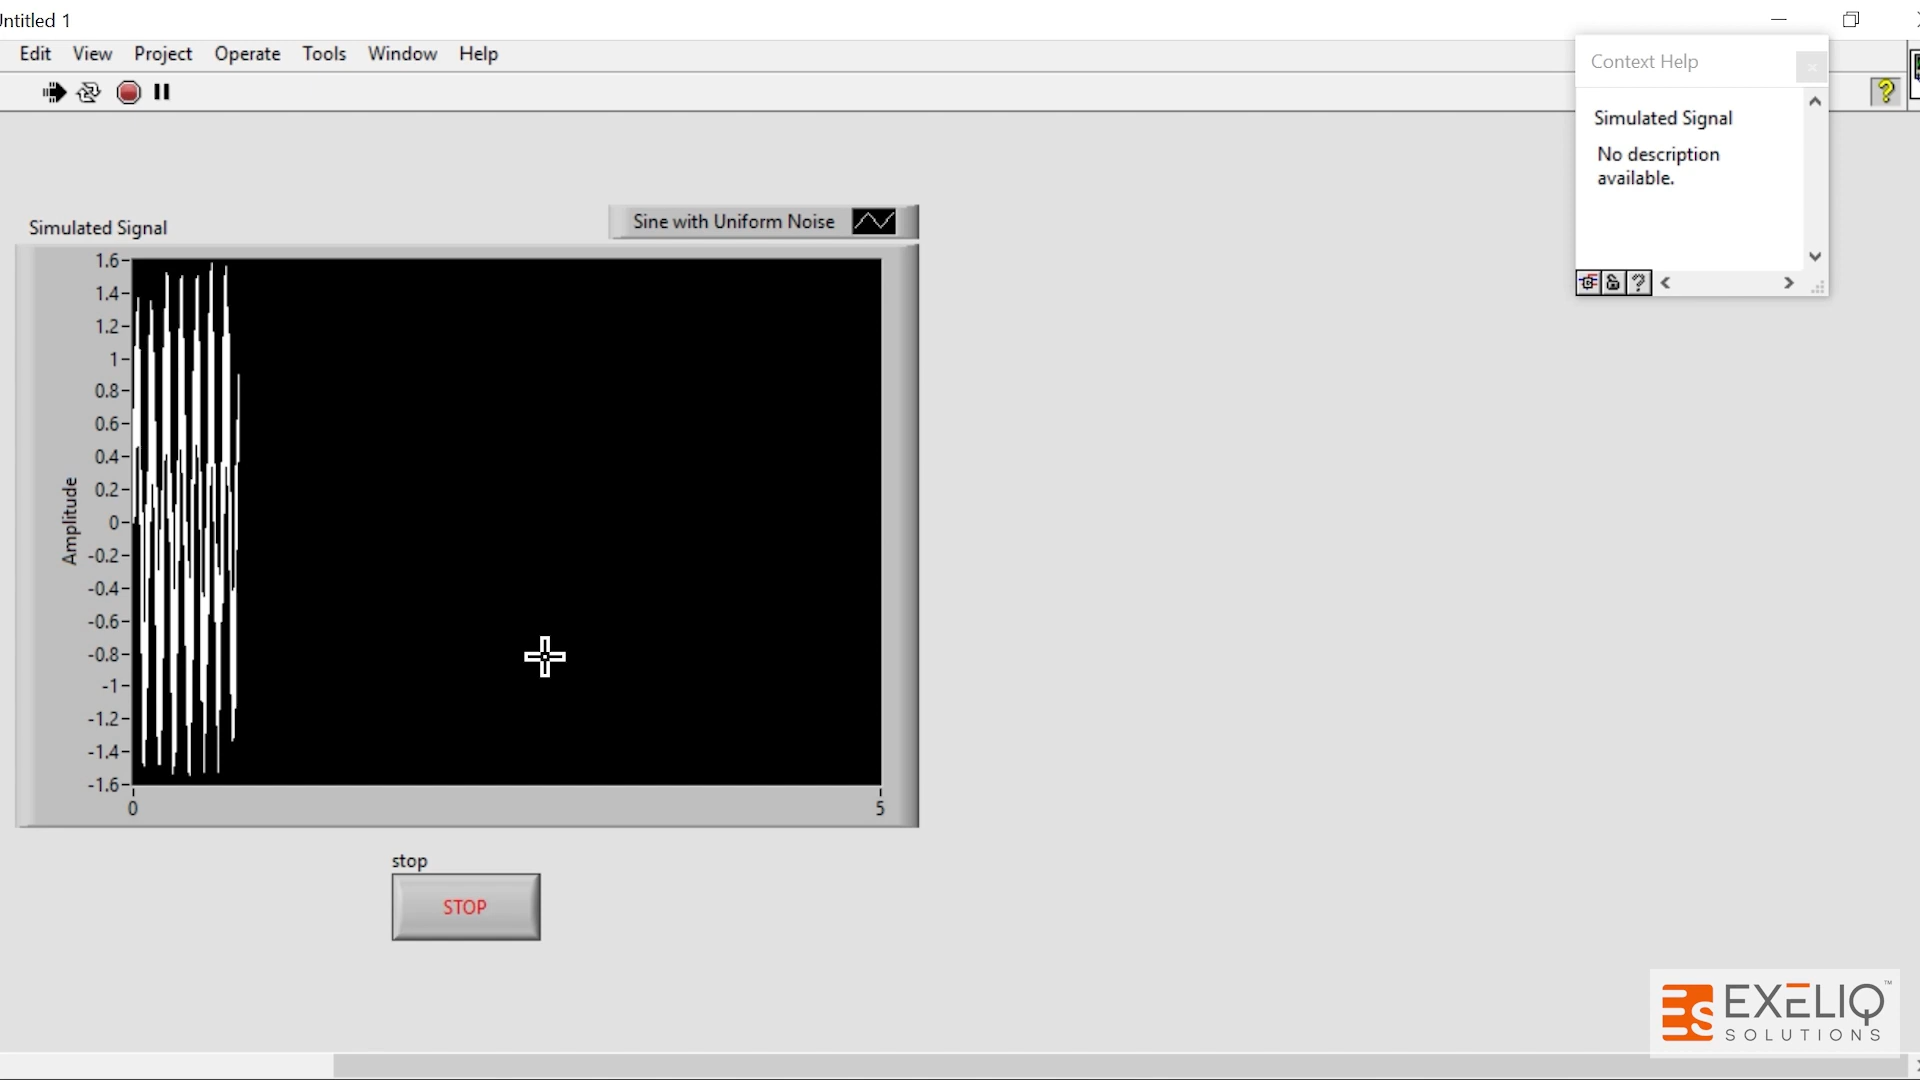 ntitled 1
Edit View Project Operate Tools Window Help
Context Help
Simulated Signal
No description
available.
Simulated Signal
Sine with Uniform Noise
1.6
1.4
1.2
1
0.8
0.6
0.4
0.2
0
-0.2
-0.4
-0.6
-0.8
-1
-1.2
-1.4
-1.6
Amplitude
0 5
stop
STOP
EXELIQ™
SOLUTIONS